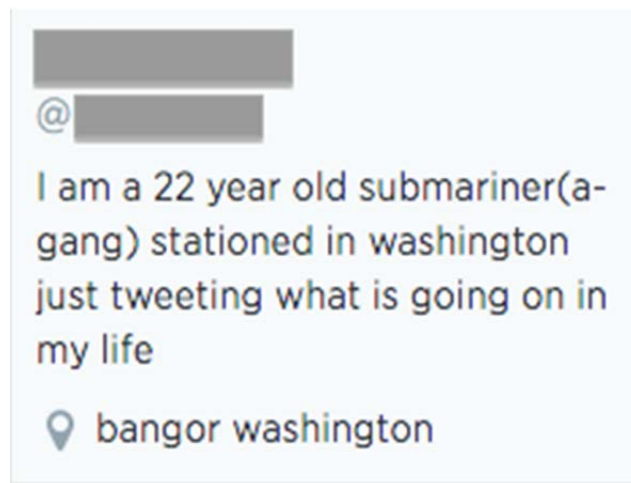 @
I am a 22 year old submariner(a-
gang) stationed in washington
just tweeting what is going on in
my life
bangor washington